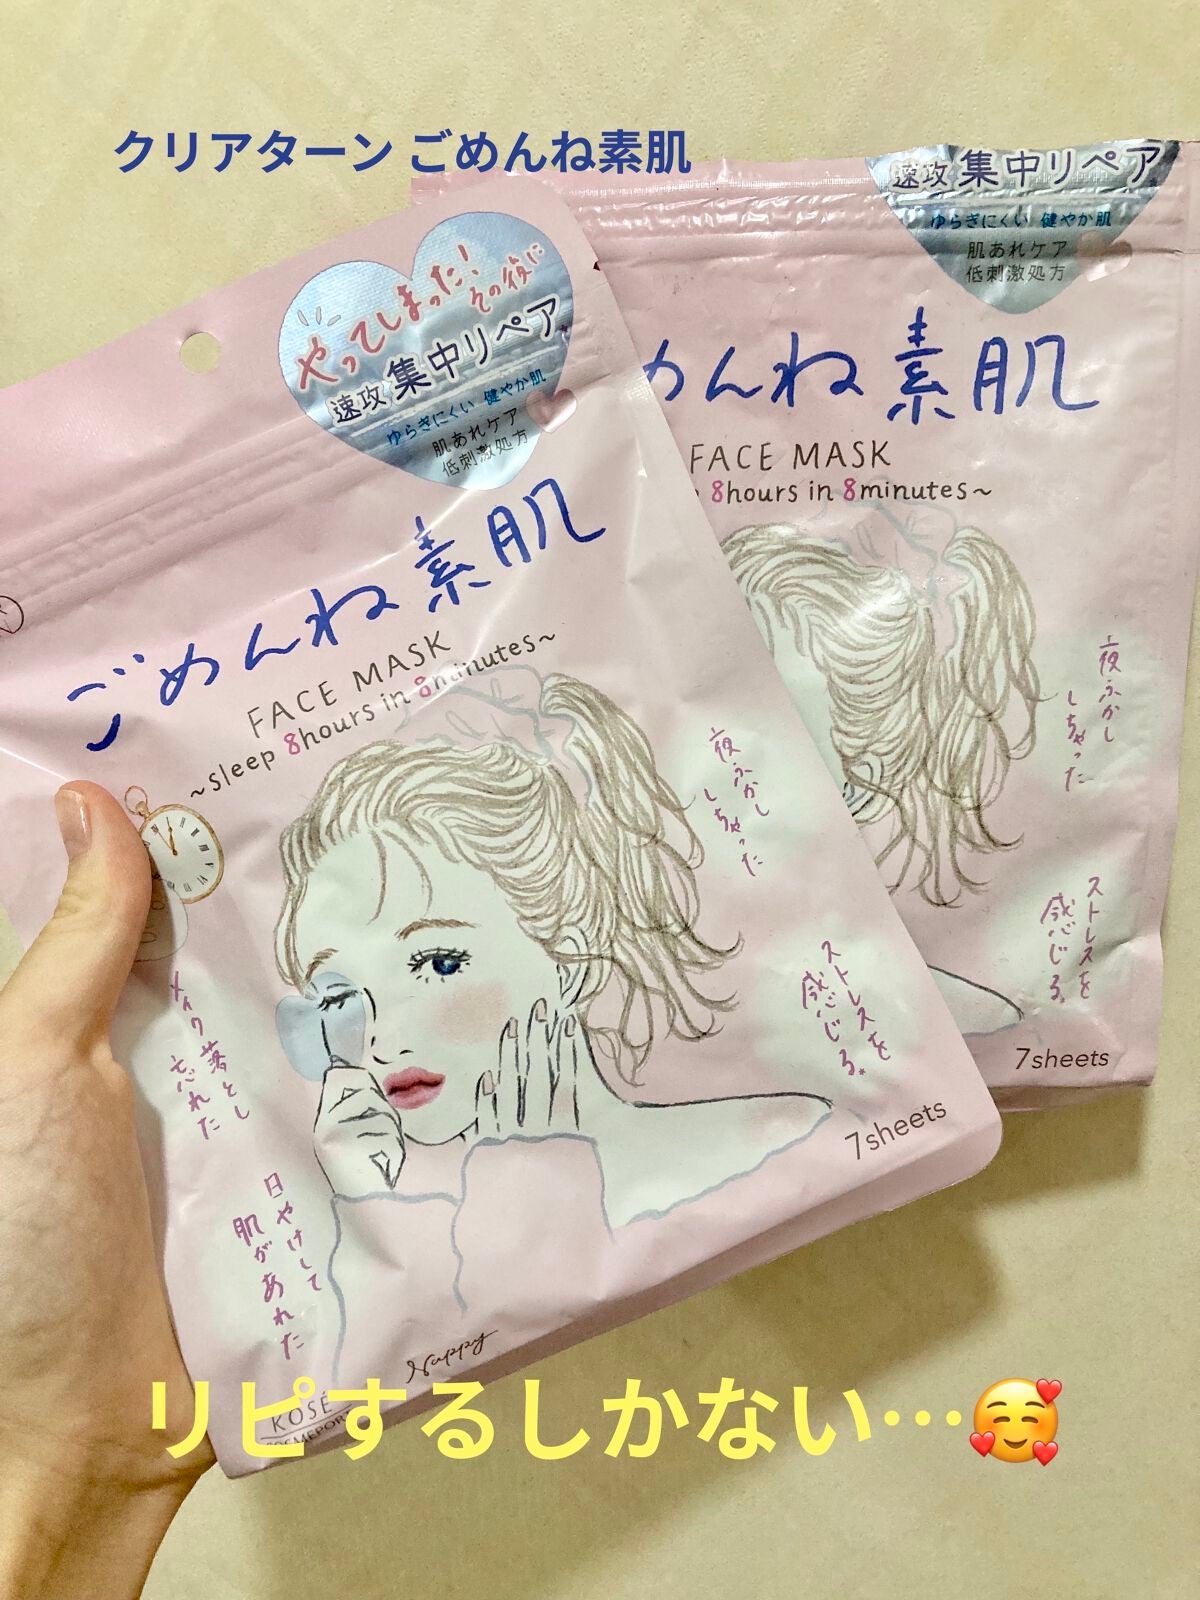 クリアターン ごめんね素肌
やってしまった！
その後に
速攻 集中リペア
ゆらぎにくい 健やか肌
肌あれケア
低刺激処方
ごめんね素肌
FACE MASK
~sleep 8hours in 8minutes~
夜ふかし
しちゃった
ストレスを
感じる。
メイク落とし
忘れた
日やけして
肌があれた
7sheets
Nappy
KOSÉ
速攻 集中リペア
ゆらぎにくい 健やか肌
肌あれケア
低刺激処方
めんね素肌
FACE MASK
8hours in 8minutes~
夜ふかし
しちゃった
ストレスを
感じる。
7sheets
リピするしかない…🥰